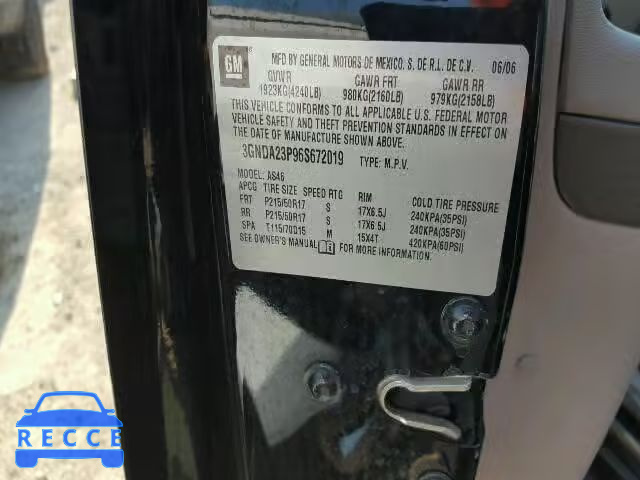 GM
MFD BY GENERAL MOTORS DE MEXICO. S. DE R.L. DE C.V. 06/06
GVWR GAWR FRT GAWR RR
1923KG(4240LB) 980KG(2160LB) 979KG(2158LB)
THIS VEHICLE CONFORMS TO ALL APPLICABLE U.S. FEDERAL MOTOR
VEHICLE SAFETY AND THEFT PREVENTION STANDARDS IN EFFECT ON
THE DATE OF MANUFACTURE SHOWN ABOVE.
3GNDA23P96S672019 TYPE: M.P.V.
MODEL: AS46
APCG TIRE SIZE SPEED RTG RIM COLD TIRE PRESSURE
FRT P215/50R17 S 17X6.5J 240KPA(35PSI)
RR P215/50R17 S 17X6.5J 240KPA(35PSI)
SPA T115/70D15 M 15X4T 420KPA(60PSI)
SEE OWNER'S MANUAL FOR MORE INFORMATION.
RECCE